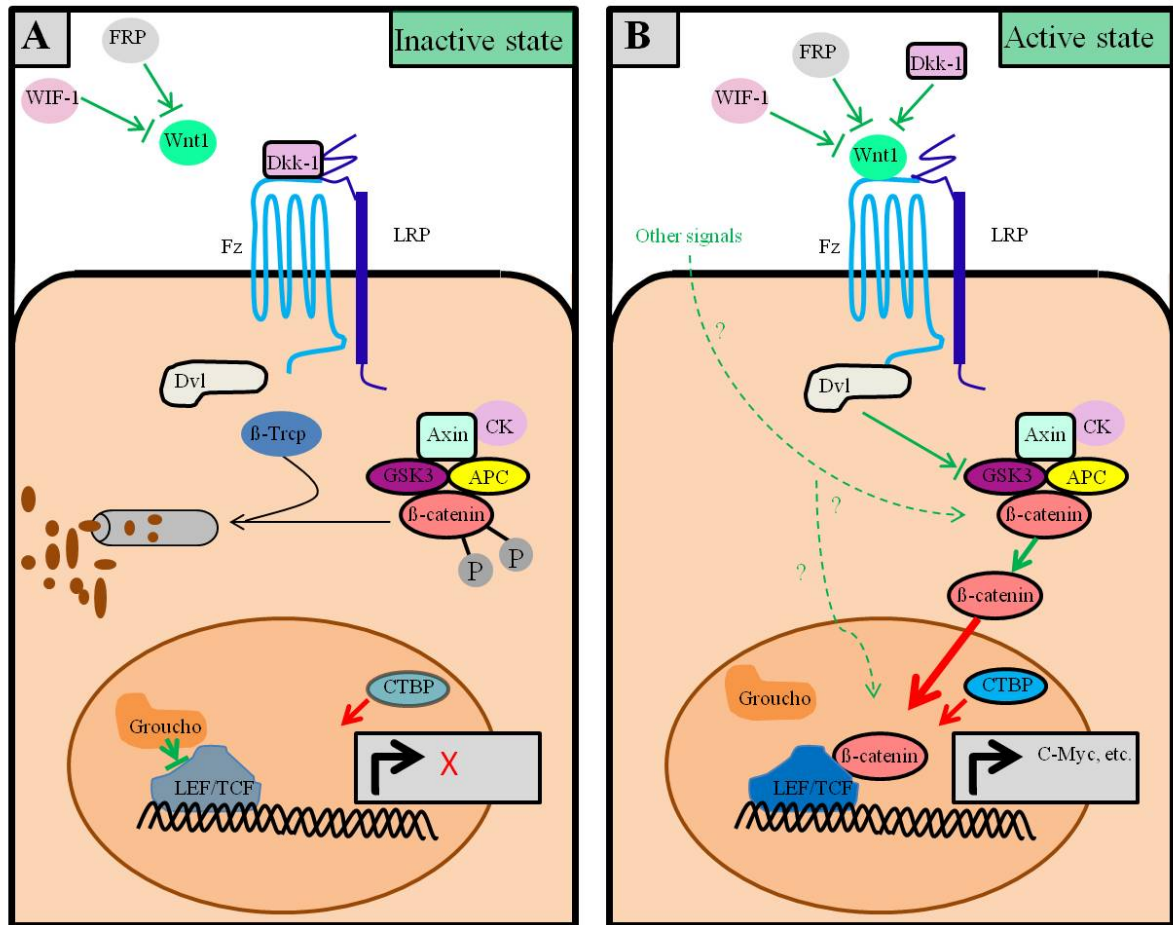 A
Inactive state
FRP
WIF-1
Wnt1
Dkk-1
Fz
LRP
Dvl
ß-Trcp
Axin
CK
GSK3
APC
ß-catenin
P
P
CTBP
Groucho
X
LEF/TCF
B
Active state
FRP
Dkk-1
WIF-1
Wnt1
Other signals
Fz
LRP
?
Dvl
Axin
CK
GSK3
APC
?
ß-catenin
?
ß-catenin
CTBP
Groucho
ß-catenin
C-Myc, etc.
LEF/TCF